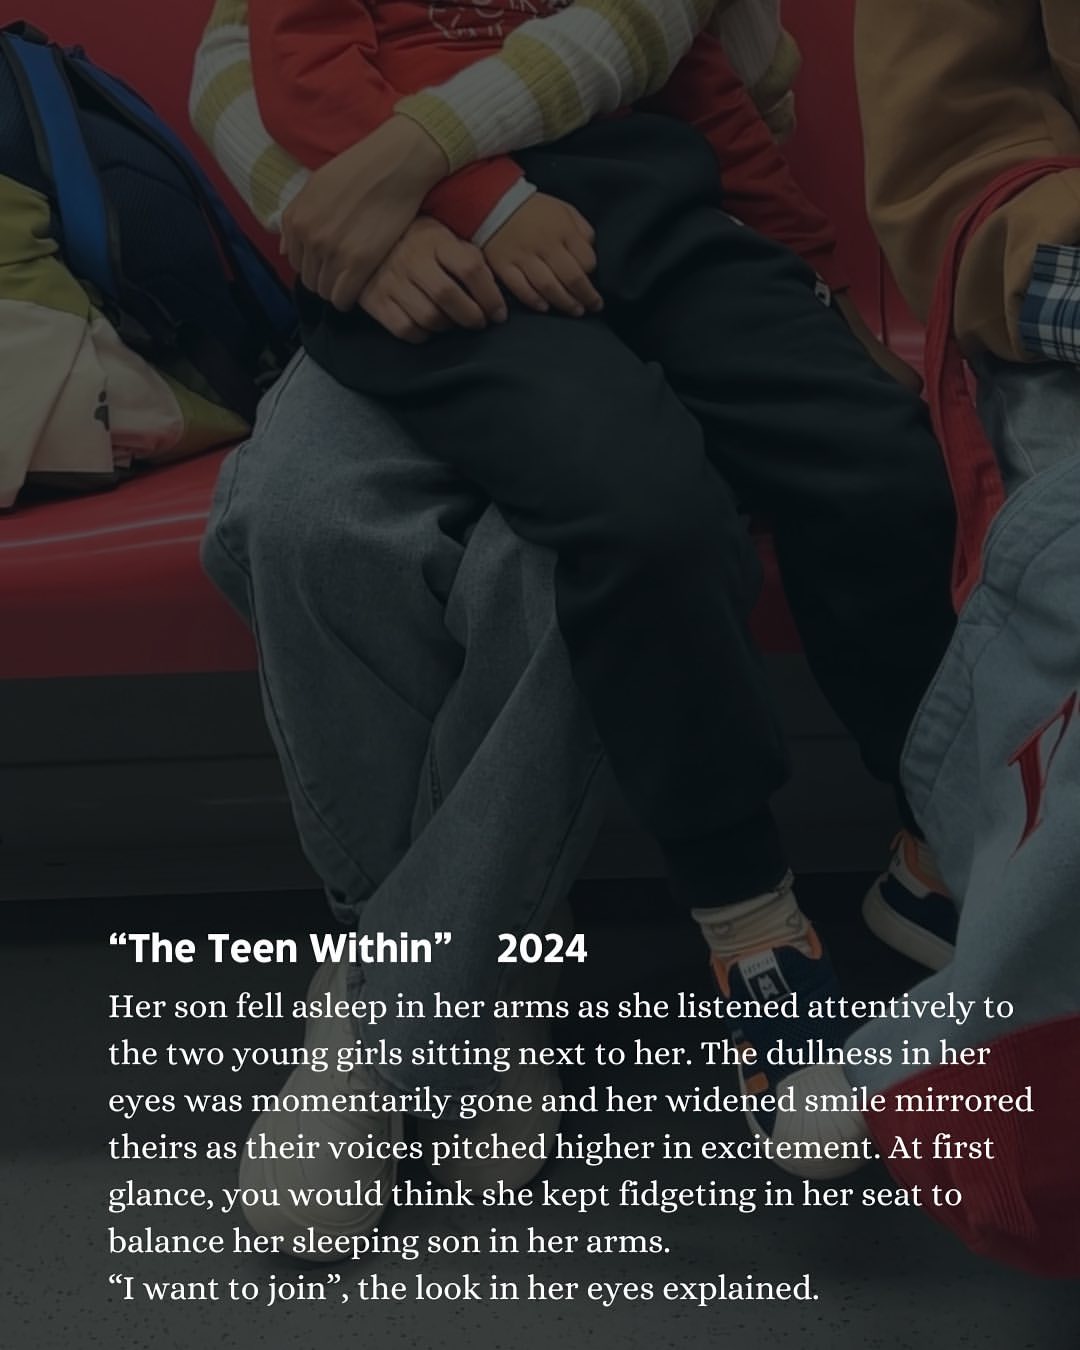 “The Teen Within” 2024
Her son fell asleep in her arms as she listened attentively to
the two young girls sitting next to her. The dullness in her
eyes was momentarily gone and her widened smile mirrored
theirs as their voices pitched higher in excitement. At first
glance, you would think she kept fidgeting in her seat to
balance her sleeping son in her arms.
“I want to join”, the look in her eyes explained.